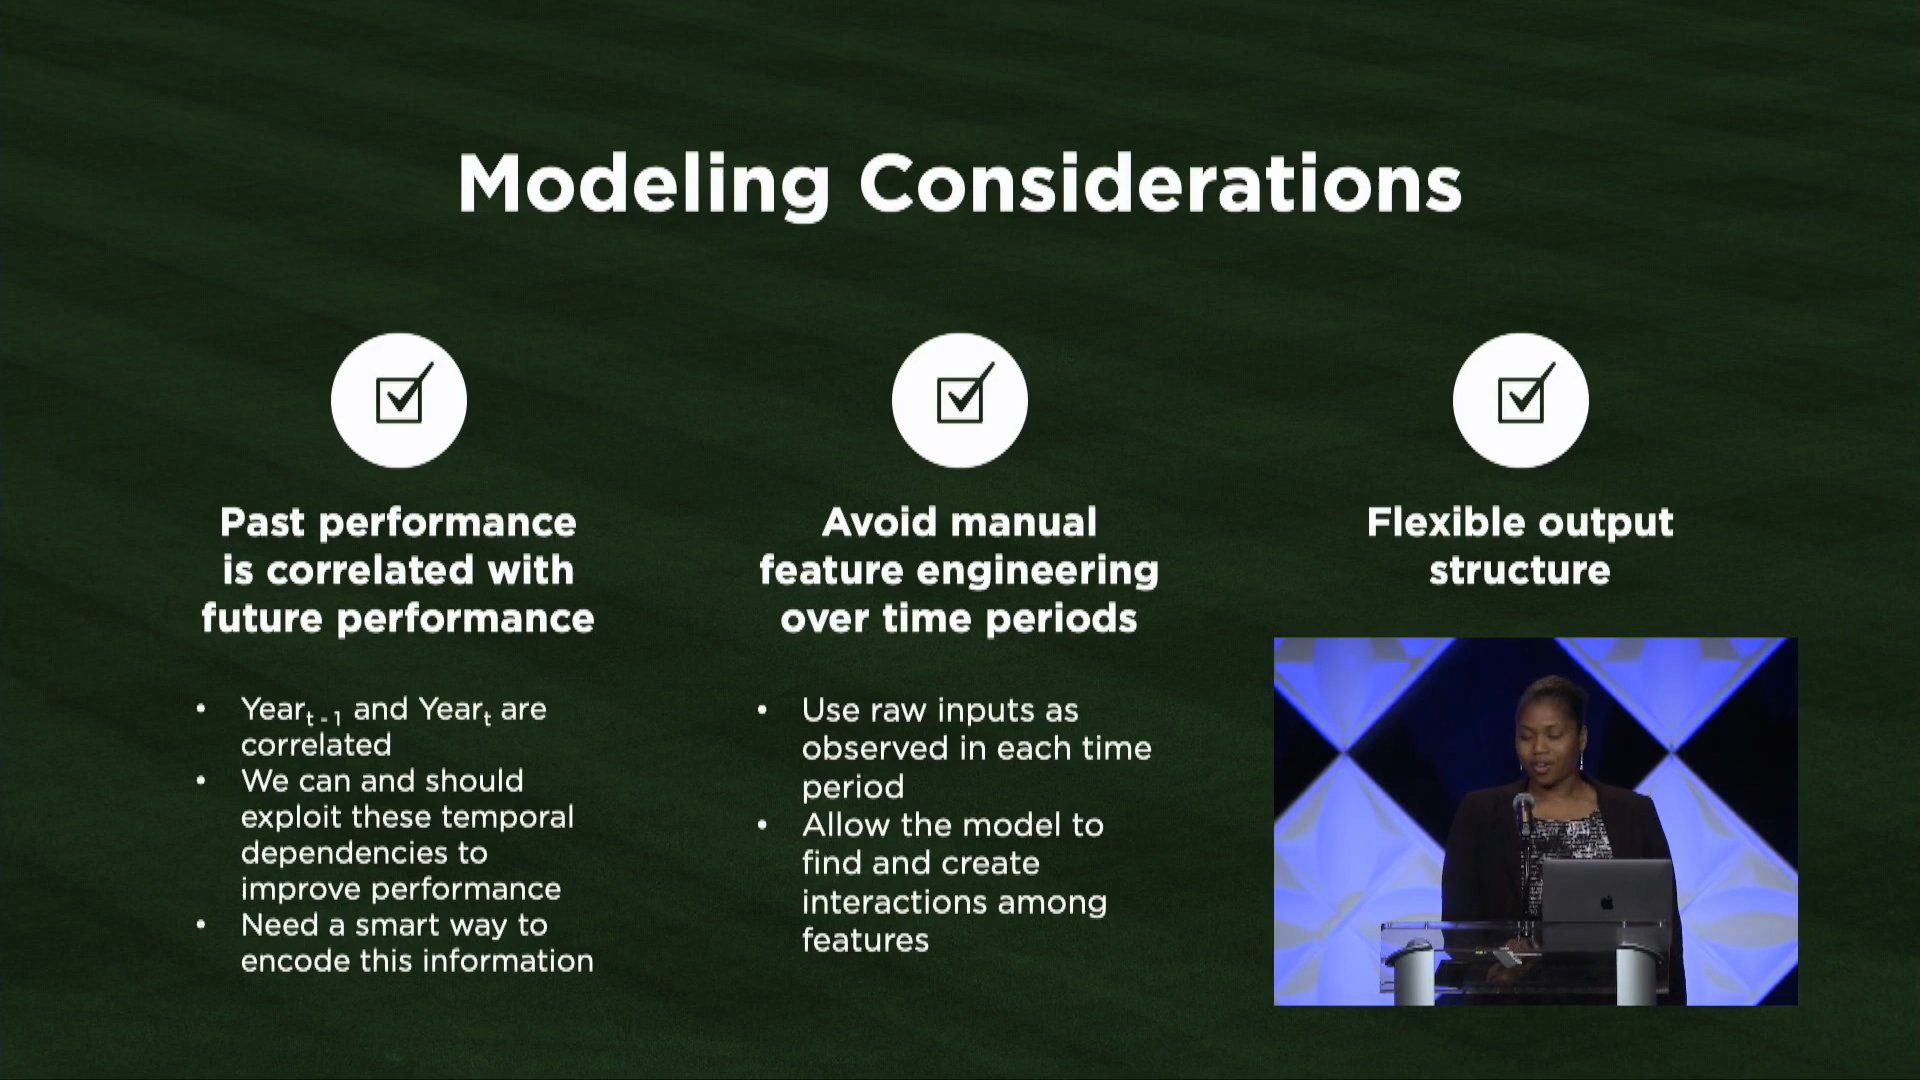 Modeling Considerations
Past performance
is correlated with
future performance
• Yearₜ₋₁ and Yearₜ are
correlated
• We can and should
exploit these temporal
dependencies to
improve performance
• Need a smart way to
encode this information
Avoid manual
feature engineering
over time periods
• Use raw inputs as
observed in each time
period
• Allow the model to
find and create
interactions among
features
Flexible output
structure